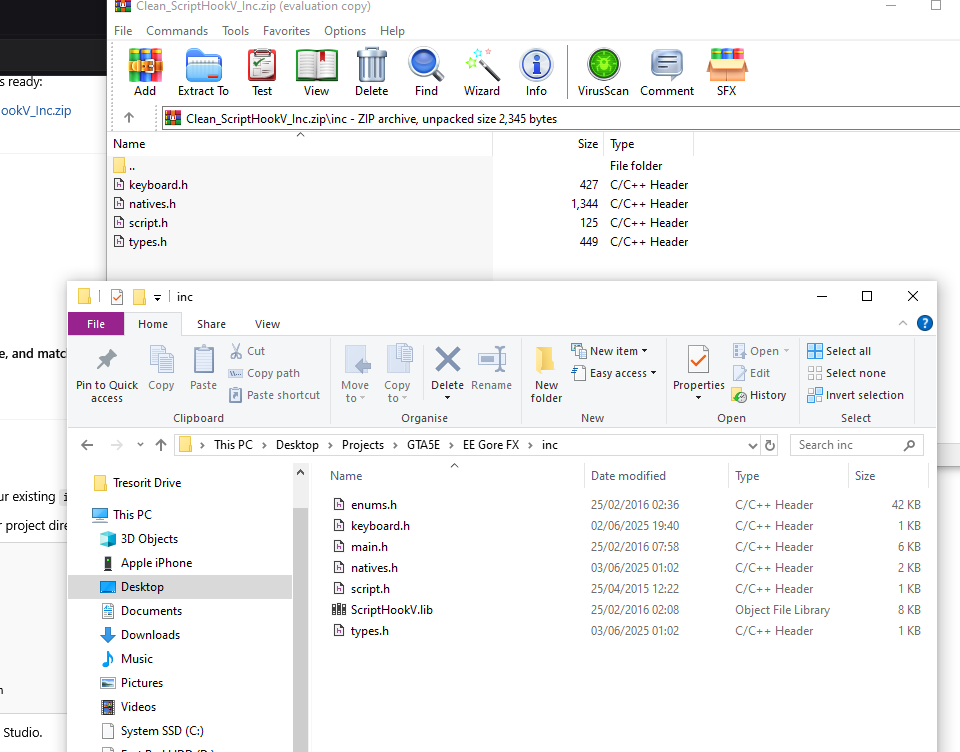 Clean_ScriptHookV_Inc.zip (evaluation copy)
File Commands Tools Favorites Options Help
s ready:
ookV_Inc.zip
Add Extract To Test View Delete Find Wizard Info VirusScan Comment SFX
Clean_ScriptHookV_Inc.zip\inc - ZIP archive, unpacked size 2,345 bytes
Name Size Type
.. File folder
keyboard.h 427 C/C++ Header
natives.h 1,344 C/C++ Header
script.h 125 C/C++ Header
types.h 449 C/C++ Header
inc
File Home Share View
e, and matc
Pin to Quick access
Copy
Paste
Cut
Copy path
Paste shortcut
Clipboard
Move to
Copy to
Delete
Rename
Organise
New folder
New item
Easy access
New
Properties
Open
Edit
History
Open
Select all
Select none
Invert selection
Select
This PC > Desktop > Projects > GTA5E > EE Gore FX > inc
Search inc
ur existing i
r project dire
n
Studio.
Tresorit Drive
This PC
3D Objects
Apple iPhone
Desktop
Documents
Downloads
Music
Pictures
Videos
System SSD (C:)
Name Date modified Type Size
enums.h 25/02/2016 02:36 C/C++ Header 42 KB
keyboard.h 02/06/2025 19:40 C/C++ Header 1 KB
main.h 25/02/2016 07:58 C/C++ Header 6 KB
natives.h 03/06/2025 01:02 C/C++ Header 2 KB
script.h 25/04/2015 12:22 C/C++ Header 1 KB
ScriptHookV.lib 25/02/2016 02:08 Object File Library 8 KB
types.h 03/06/2025 01:02 C/C++ Header 1 KB